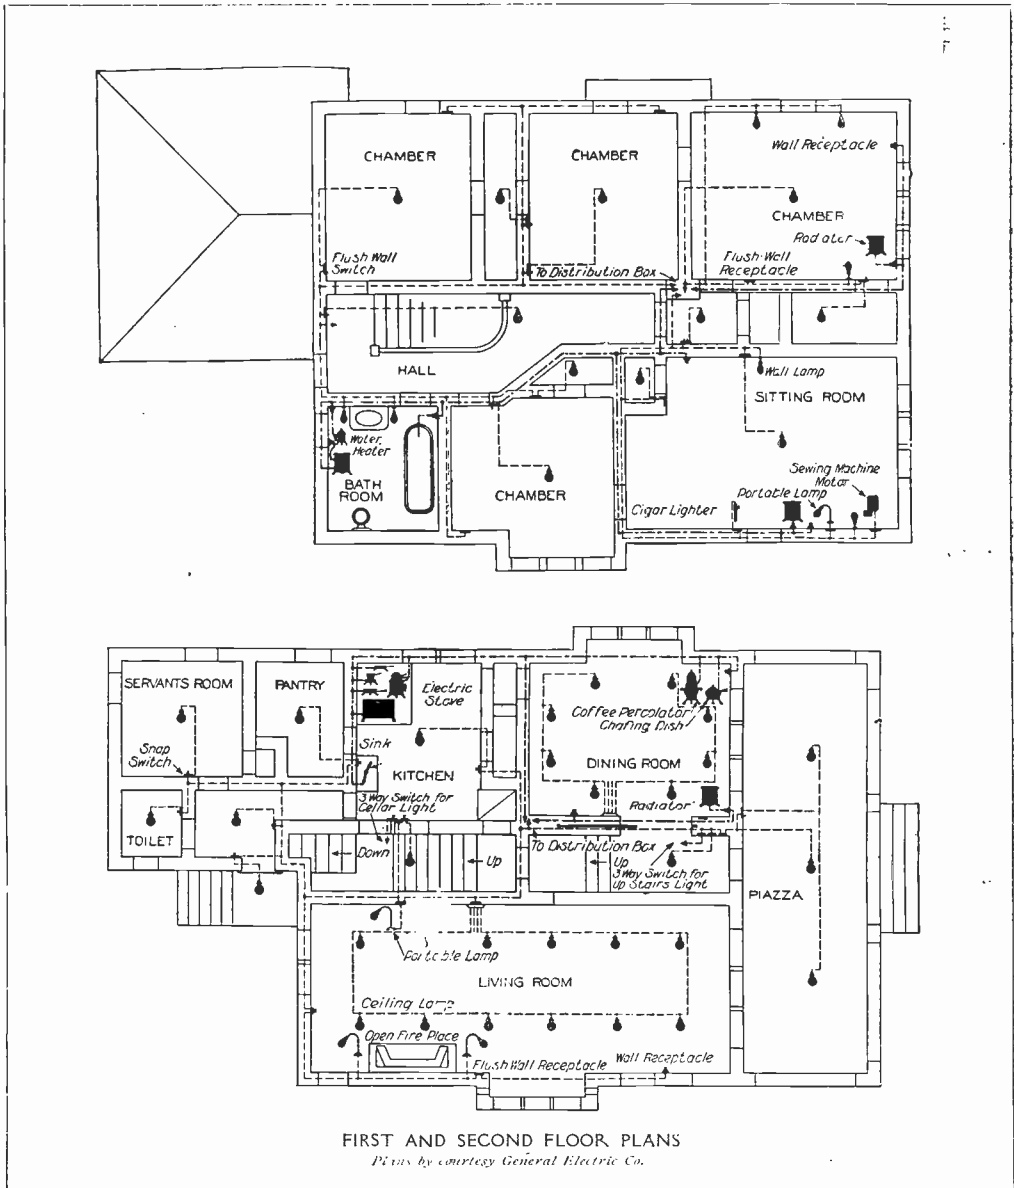 CHAMBER
CHAMBER
Wall Receptacle
CHAMBER
Radiator
Flush Wall
Switch
Flush-Wall
Receptacle
To Distribution Box
HALL
Wall Lamp
SITTING ROOM
Water
Heater
BATH
ROOM
CHAMBER
Sewing Machine
Motor
Portable Lamp
Cigar Lighter
SERVANTS ROOM
PANTRY
Electric
Stove
Coffee Percolator
Chafing Dish
Snap
Switch
Sink
KITCHEN
DINING ROOM
3 Way Switch for
Cellar Light
Radiator
TOILET
Down
Up
To Distribution Box
Up
3 Way Switch for
Up Stairs Light
PIAZZA
Portable Lamp
LIVING ROOM
Ceiling Lamp
Open Fire Place
Flush Wall Receptacle
Wall Receptacle
FIRST AND SECOND FLOOR PLANS
Plans by courtesy General Electric Co.